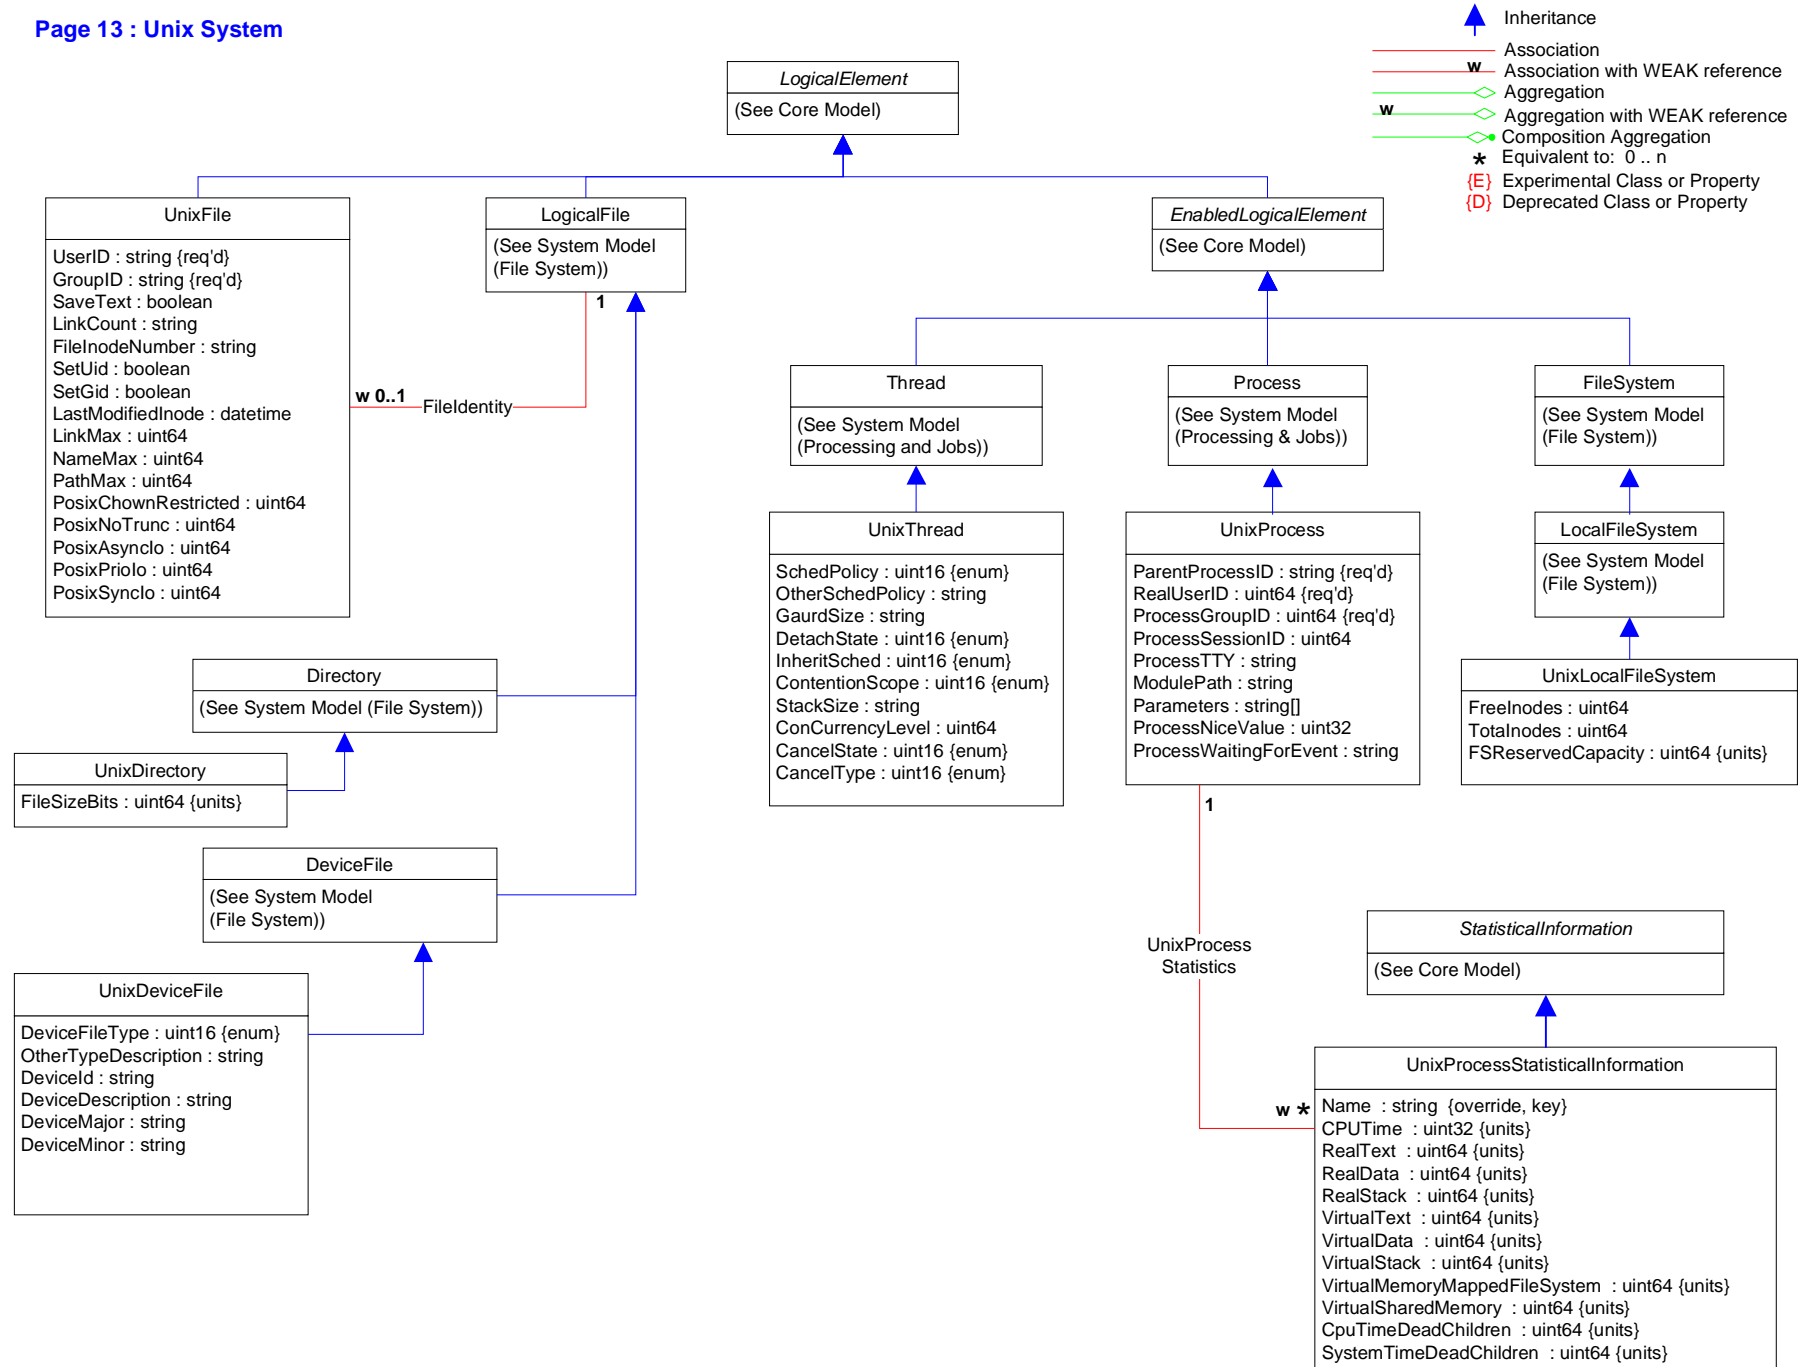 Page 13 : Unix System
Inheritance
Association
w
Association with WEAK reference
Aggregation
w
Aggregation with WEAK reference
Composition Aggregation
* Equivalent to: 0 .. n
{E} Experimental Class or Property
{D} Deprecated Class or Property
LogicalElement
(See Core Model)
UnixFile
UserID : string {req'd}
GroupID : string {req'd}
SaveText : boolean
LinkCount : string
FileInodeNumber : string
SetUid : boolean
SetGid : boolean
LastModifiedInode : datetime
LinkMax : uint64
NameMax : uint64
PathMax : uint64
PosixChownRestricted : uint64
PosixNoTrunc : uint64
PosixAsyncIo : uint64
PosixPrioIo : uint64
PosixSyncIo : uint64
LogicalFile
(See System Model
(File System))
1
w 0..1
FileIdentity
EnabledLogicalElement
(See Core Model)
Thread
(See System Model
(Processing and Jobs))
Process
(See System Model
(Processing & Jobs))
FileSystem
(See System Model
(File System))
UnixThread
SchedPolicy : uint16 {enum}
OtherSchedPolicy : string
GaurdSize : string
DetachState : uint16 {enum}
InheritSched : uint16 {enum}
ContentionScope : uint16 {enum}
StackSize : string
ConCurrencyLevel : uint64
CancelState : uint16 {enum}
CancelType : uint16 {enum}
UnixProcess
ParentProcessID : string {req'd}
RealUserID : uint64 {req'd}
ProcessGroupID : uint64 {req'd}
ProcessSessionID : uint64
ProcessTTY : string
ModulePath : string
Parameters : string[]
ProcessNiceValue : uint32
ProcessWaitingForEvent : string
LocalFileSystem
(See System Model
(File System))
UnixLocalFileSystem
FreeInodes : uint64
TotaInodes : uint64
FSReservedCapacity : uint64 {units}
Directory
(See System Model (File System))
UnixDirectory
FileSizeBits : uint64 {units}
DeviceFile
(See System Model
(File System))
UnixDeviceFile
DeviceFileType : uint16 {enum}
OtherTypeDescription : string
DeviceId : string
DeviceDescription : string
DeviceMajor : string
DeviceMinor : string
1
UnixProcess
Statistics
w *
StatisticalInformation
(See Core Model)
UnixProcessStatisticalInformation
Name : string {override, key}
CPUTime : uint32 {units}
RealText : uint64 {units}
RealData : uint64 {units}
RealStack : uint64 {units}
VirtualText : uint64 {units}
VirtualData : uint64 {units}
VirtualStack : uint64 {units}
VirtualMemoryMappedFileSystem : uint64 {units}
VirtualSharedMemory : uint64 {units}
CpuTimeDeadChildren : uint64 {units}
SystemTimeDeadChildren : uint64 {units}